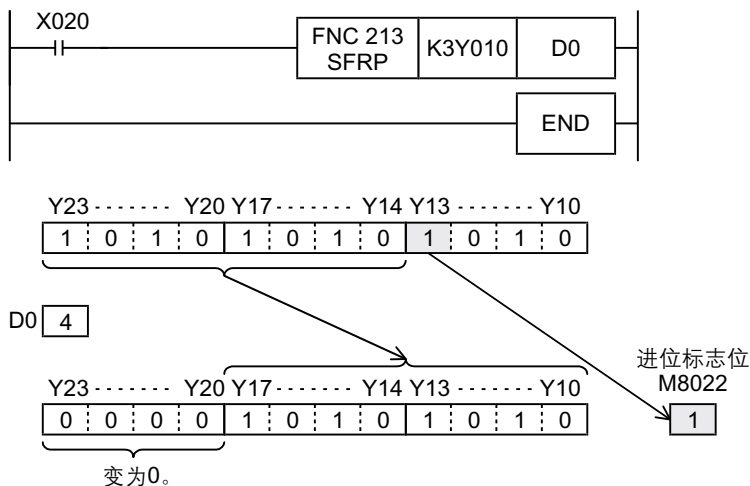 X020
FNC 213
SFRP
K3Y010
D0
END
Y23 ------- Y20 Y17 ------- Y14 Y13 ------- Y10
1 0 1 0 1 0 1 0 1 0 1 0
D0 4
进位标志位
M8022
Y23 ------- Y20 Y17 ------- Y14 Y13 ------- Y10
0 0 0 0 1 0 1 0 1 0 1 0
1
变为0。